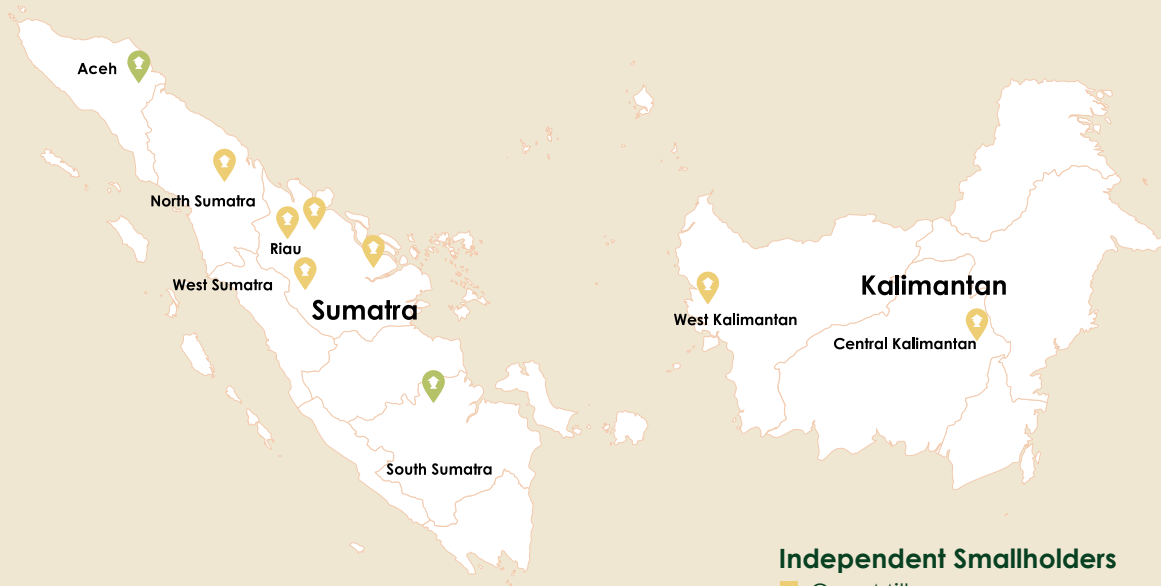 Aceh
North Sumatra
Riau
West Sumatra
Sumatra
South Sumatra
Kalimantan
West Kalimantan
Central Kalimantan
Independent Smallholders